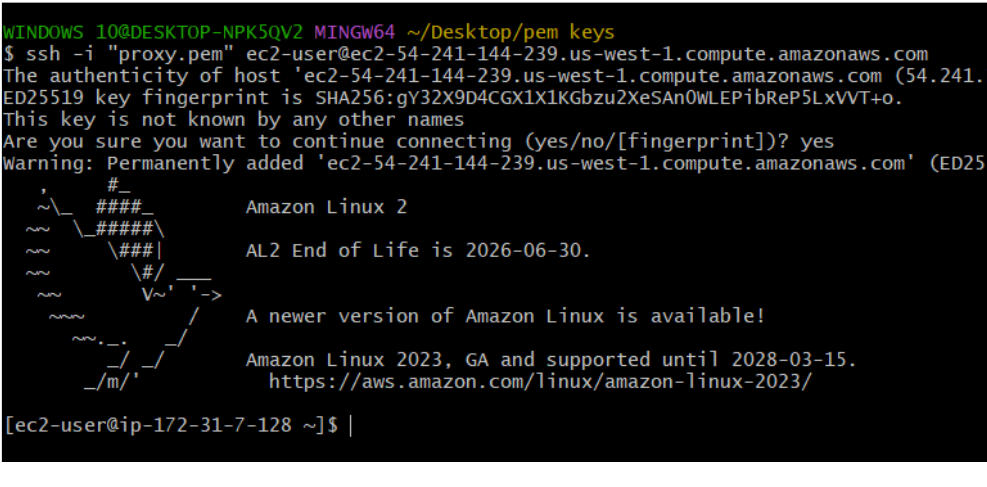 WINDOWS 10@DESKTOP-NPK5QV2 MINGW64 ~/Desktop/pem keys
$ ssh -i "proxy.pem" ec2-user@ec2-54-241-144-239.us-west-1.compute.amazonaws.com
The authenticity of host 'ec2-54-241-144-239.us-west-1.compute.amazonaws.com (54.241.
ED25519 key fingerprint is SHA256:gY32X9D4CGX1X1KGbzu2XeSAn0WLEPibReP5LxVVT+o.
This key is not known by any other names
Are you sure you want to continue connecting (yes/no/[fingerprint])? yes
Warning: Permanently added 'ec2-54-241-144-239.us-west-1.compute.amazonaws.com' (ED25
   ,     #_
   ~\_  ####_        Amazon Linux 2
  ~~  \_#####\
  ~~     \###|       AL2 End of Life is 2026-06-30.
  ~~       \#/ ___
   ~~       V~' '->
    ~~~         /    A newer version of Amazon Linux is available!
      ~~._.   _/
         _/ _/       Amazon Linux 2023, GA and supported until 2028-03-15.
       _/m/'           https://aws.amazon.com/linux/amazon-linux-2023/
[ec2-user@ip-172-31-7-128 ~]$